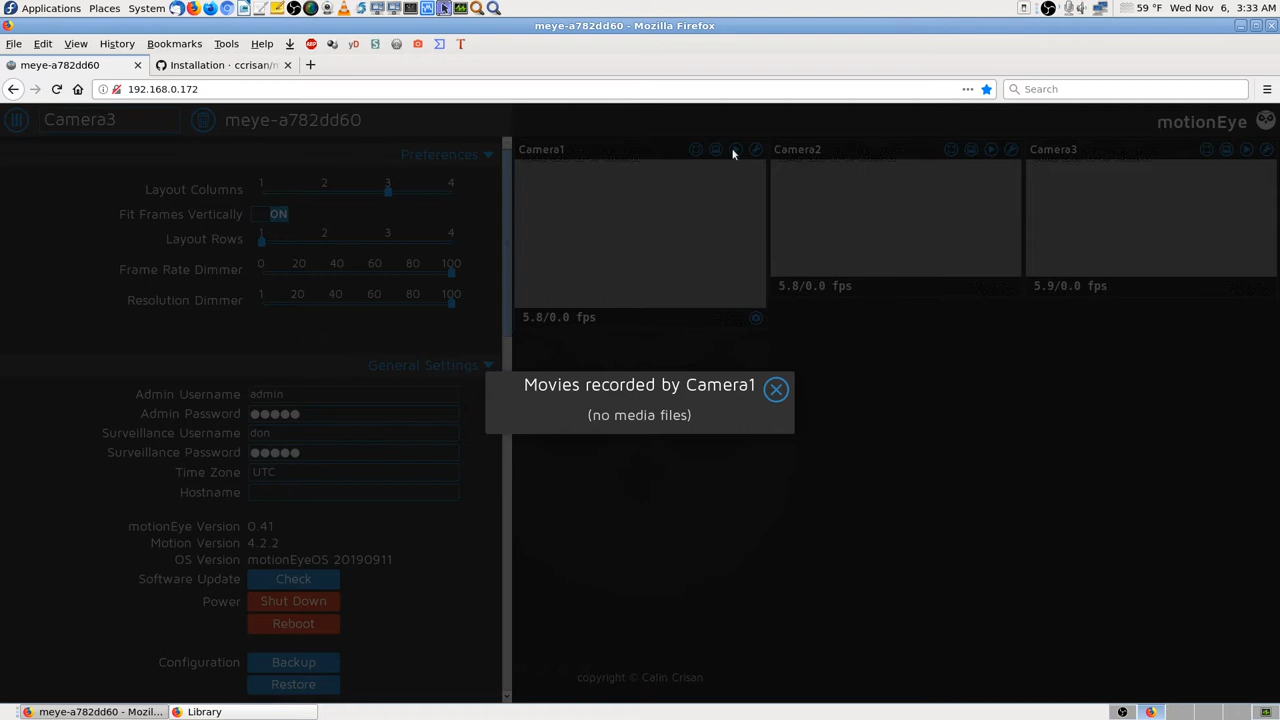 Applications Places System 59 °F Wed Nov 6, 3:33 AM
meye-a782dd60 - Mozilla Firefox
File Edit View History Bookmarks Tools Help
meye-a782dd60 Installation · ccrisan/m
192.168.0.172 Search
Camera3 meye-a782dd60 motionEye
Preferences
Layout Columns 1 2 3 4
Fit Frames Vertically ON
Layout Rows 1 2 3 4
Frame Rate Dimmer 0 20 40 60 80 100
Resolution Dimmer 1 20 40 60 80 100
General Settings
Admin Username admin
Admin Password ●●●●●
Surveillance Username don
Surveillance Password ●●●●●
Time Zone UTC
Hostname
motionEye Version 0.41
Motion Version 4.2.2
OS Version motionEyeOS 20190911
Software Update Check
Power Shut Down
Reboot
Configuration Backup
Restore
Camera1 Camera2 Camera3
5.8/0.0 fps
5.8/0.0 fps
5.9/0.0 fps
Movies recorded by Camera1
(no media files)
copyright © Calin Crisan
meye-a782dd60 - Mozil... Library